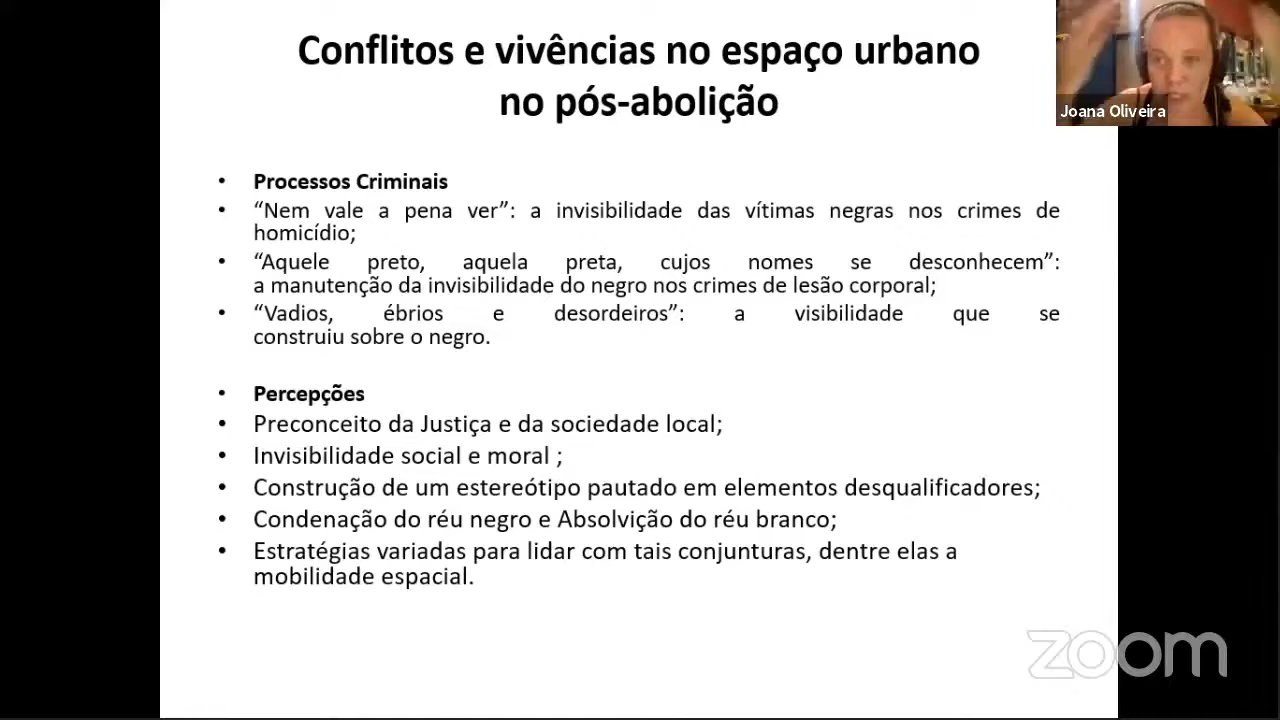 Conflitos e vivências no espaço urbano
no pós-abolição
Joana Oliveira
• Processos Criminais
• “Nem vale a pena ver”: a invisibilidade das vítimas negras nos crimes de
homicídio;
• “Aquele preto, aquela preta, cujos nomes se desconhecem”:
a manutenção da invisibilidade do negro nos crimes de lesão corporal;
• “Vadios, ébrios e desordeiros”: a visibilidade que se
construiu sobre o negro.
• Percepções
• Preconceito da Justiça e da sociedade local;
• Invisibilidade social e moral ;
• Construção de um estereótipo pautado em elementos desqualificadores;
• Condenação do réu negro e Absolvição do réu branco;
• Estratégias variadas para lidar com tais conjunturas, dentre elas a
mobilidade espacial.
zoom